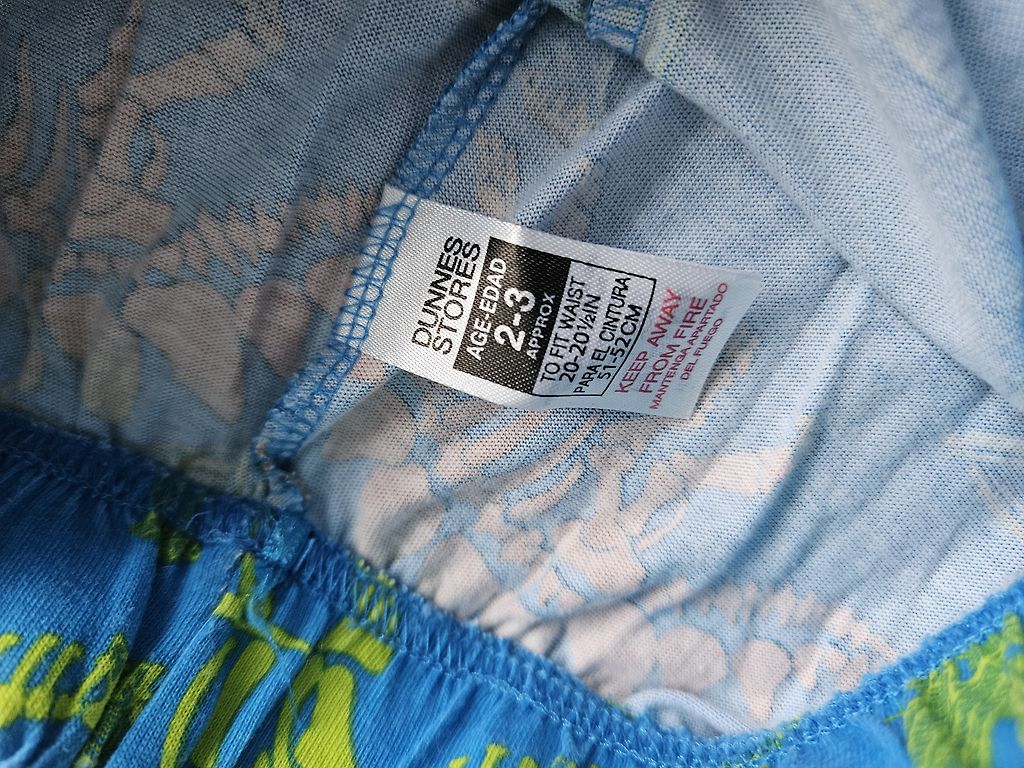 DUNNES
STORES
AGE-EDAD
2-3
APPROX
TO FIT WAIST
20-20½IN
PARA EL CINTURA
51-52CM
KEEP AWAY
FROM FIRE
MANTENGA APARTADO
DEL FUEGO